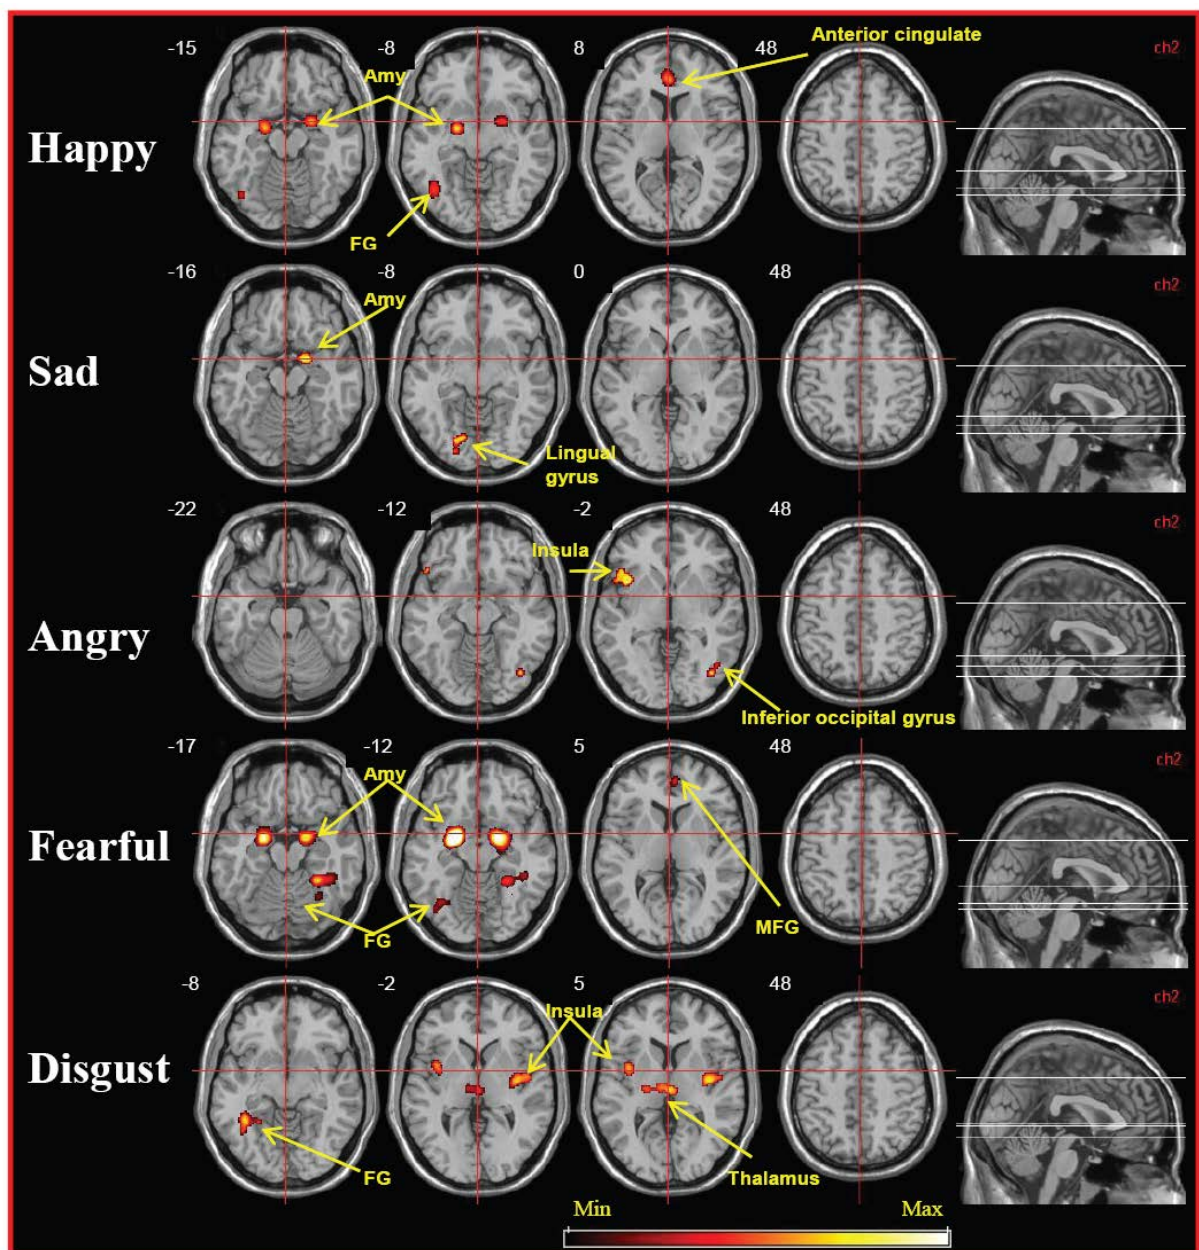 -15 -8 8 Anterior cingulate 48 ch2
Amy
Happy
FG
-16 -8 0 48 ch2
Amy
Sad
Lingual
gyrus
-22 -12 -2 48 ch2
Insula
Angry
Inferior occipital gyrus
-17 -12 5 48 ch2
Amy
Fearful
FG MFG
-8 -2 5 48 ch2
Insula
Disgust
FG Thalamus
Min Max